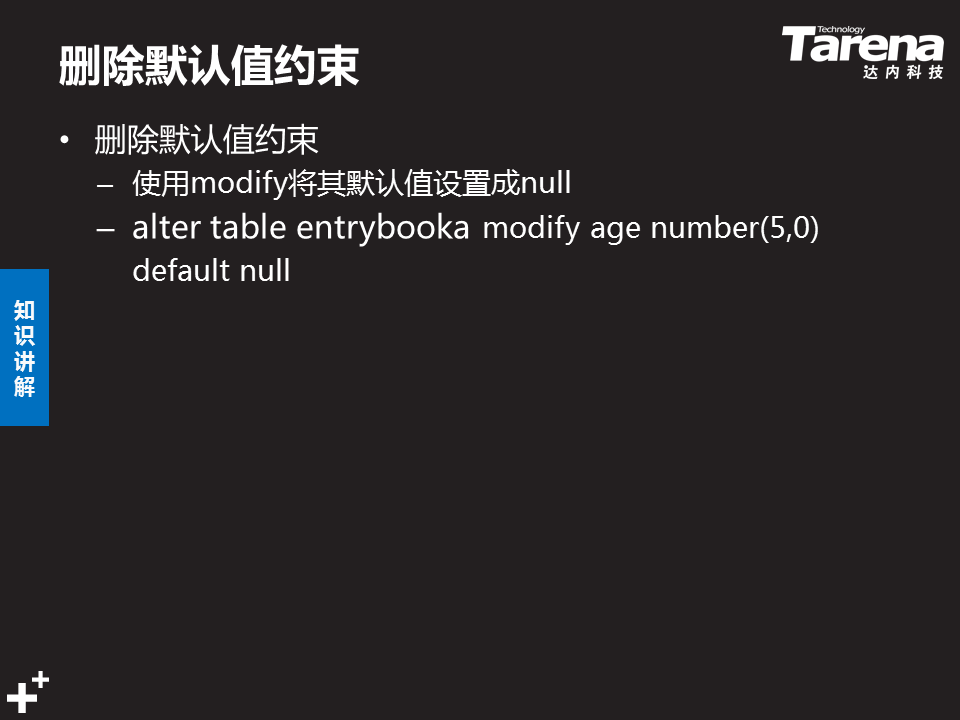 删除默认值约束
Technology
Tarena
达内科技
• 删除默认值约束
– 使用modify将其默认值设置成null
– alter table entrybooka modify age number(5,0)
default null
知
识
讲
解